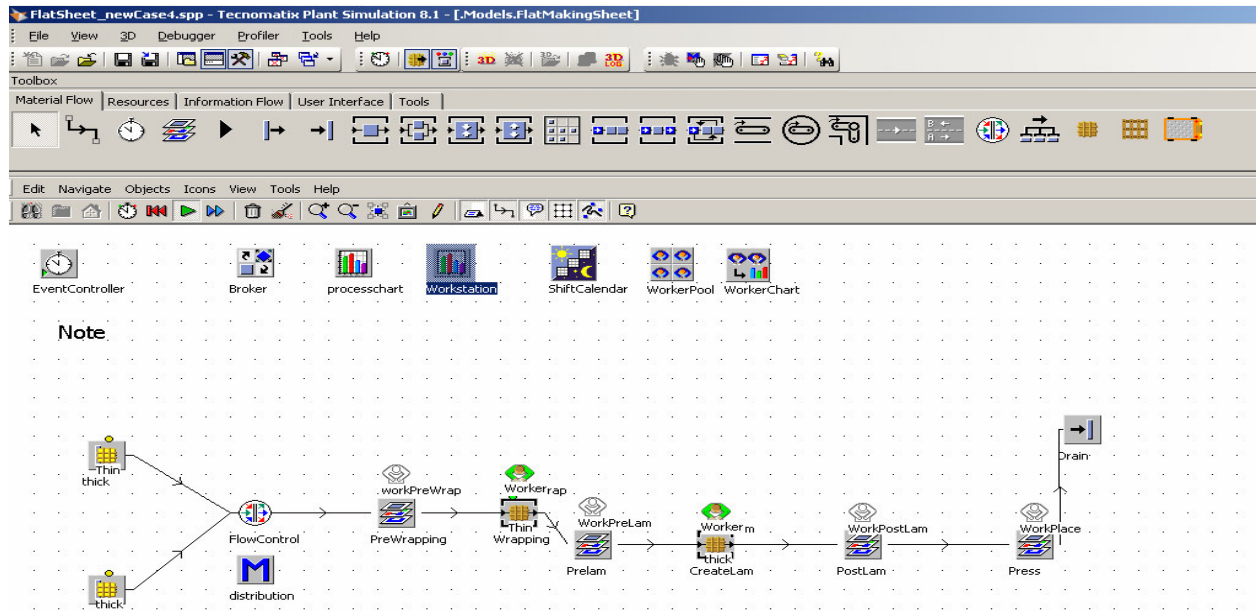 FlatSheet_newCase4.spp - Tecnomatix Plant Simulation 8.1 - [.Models.FlatMakingSheet]
File View 3D Debugger Profiler Tools Help
3D 3D LOG
Toolbox
Material Flow Resources Information Flow User Interface Tools
B A
Edit Navigate Objects Icons View Tools Help
EventController Broker processchart Workstation ShiftCalendar WorkerPool WorkerChart
Note
Drain
Thin
thick
workPreWrap Workerrap
WorkPreLam Workerm WorkPostLam WorkPlace
FlowControl PreWrapping Thin
Wrapping
thick
Prelam CreateLam PostLam Press
M
distribution
thick